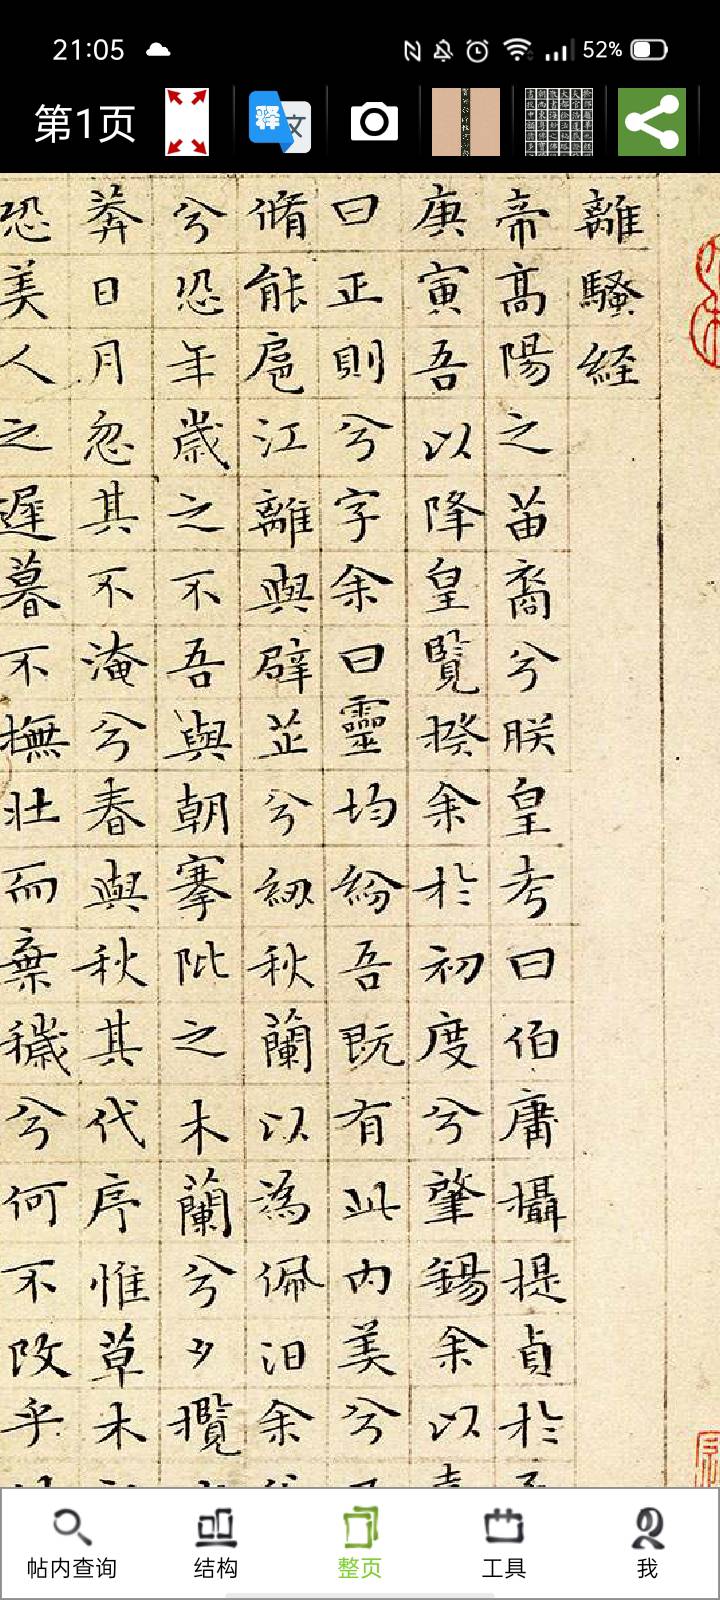 21:05
52%
第1页
释
文
離騷経
帝高陽之苗裔兮朕皇考曰伯庸攝提貞於
庚寅吾以降皇覽揆余於初度兮肇錫余以
曰正則兮字余曰靈均紛吾既有此内美兮
脩能扈江離與辟芷兮紉秋蘭以為佩汨余
兮恐年歲之不吾與朝搴阰之木蘭兮夕攬
莽日月忽其不淹兮春與秋其代序惟草木
恐美人之遲暮不撫壯而棄穢兮何不改乎
帖内查询
结构
整页
工具
我